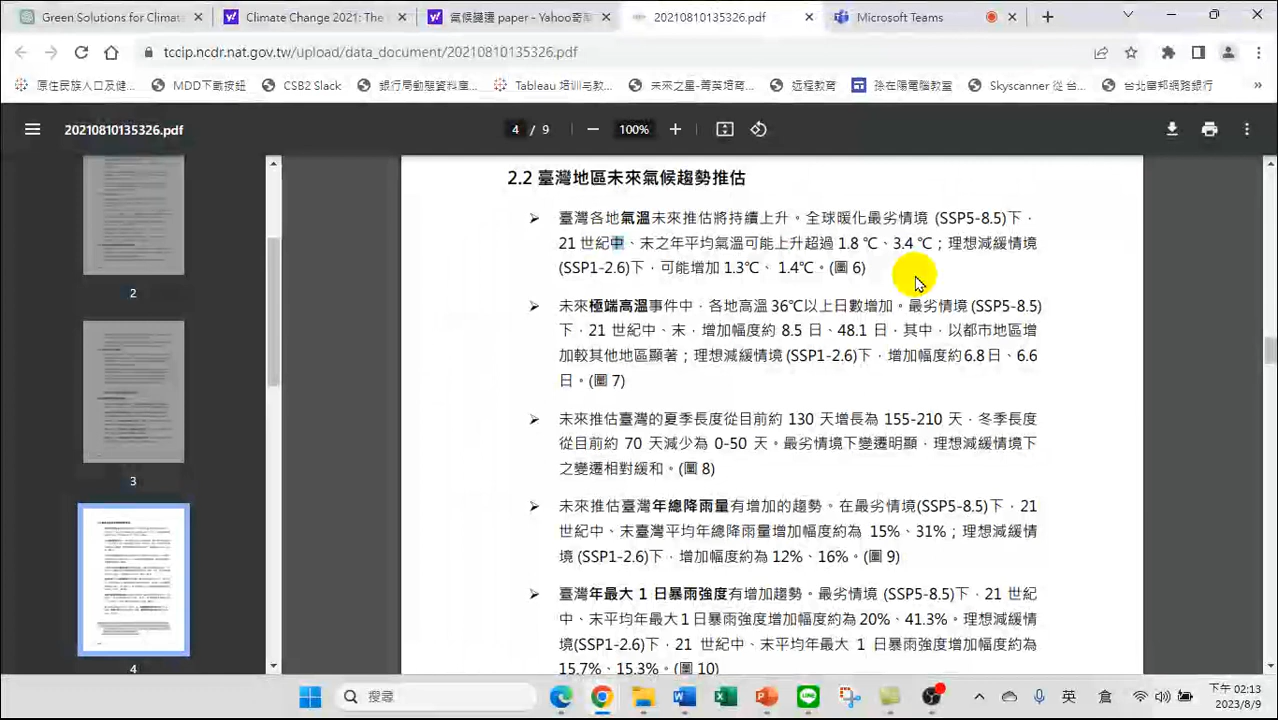 Green Solutions for Climat
Climate Change 2021: The
氣候變遷 paper - Yahoo奇
20210810135326.pdf
Microsoft Teams
tccip.ncdr.nat.gov.tw/upload/data_document/20210810135326.pdf
原住民族人口及健...
MDD下載按鈕
CSB2 Slack
銀行局動態資料庫...
Tableau 培训与教...
未來之星-菁英培育...
远程教育
孫在陽電腦教室
Skyscanner 從 台...
台北富邦網路銀行
»
20210810135326.pdf
4 / 9
100%
2
3
4
2.2 臺灣地區未來氣候趨勢推估
➢ 臺灣各地氣溫未來推估將持續上升。全球暖化最劣情境 (SSP5-8.5)下，
21 世紀中、末之年平均氣溫可能上升超過 1.8 ℃、3.4 ℃；理想減緩情境
(SSP1-2.6)下，可能增加 1.3℃、 1.4℃。(圖 6)
➢ 未來極端高溫事件中，各地高溫 36℃以上日數增加。最劣情境 (SSP5-8.5)
下，21 世紀中、末，增加幅度約 8.5 日、48.1 日，其中，以都市地區增
加較其他地區顯著；理想減緩情境 (SSP1-2.6)下，增加幅度約6.8日、6.6
日。(圖 7)
➢ 未來推估臺灣的夏季長度從目前約 130 天增長為 155-210 天，冬季長度
從目前約 70 天減少為 0-50 天。最劣情境下變遷明顯，理想減緩情境下
之變遷相對緩和。(圖 8)
➢ 未來推估臺灣年總降雨量有增加的趨勢。在最劣情境(SSP5-8.5)下，21
世紀中、末臺灣平均年總降雨量增加幅度約為 15%、31%；理想減緩情
境(SSP1-2.6)下，增加幅度約為 12%、16%。(圖 9)
➢ 臺灣年最大 1 日暴雨強度有增加趨勢。最劣情境 (SSP5-8.5)下，21 世紀
中、末平均年最大1日暴雨強度增加幅度約為20%、41.3%。理想減緩情
境(SSP1-2.6)下，21 世紀中、末平均年最大 1 日暴雨強度增加幅度約為
15.7%、15.3%。(圖 10)
搜尋
英
下午 02:13
2023/8/9